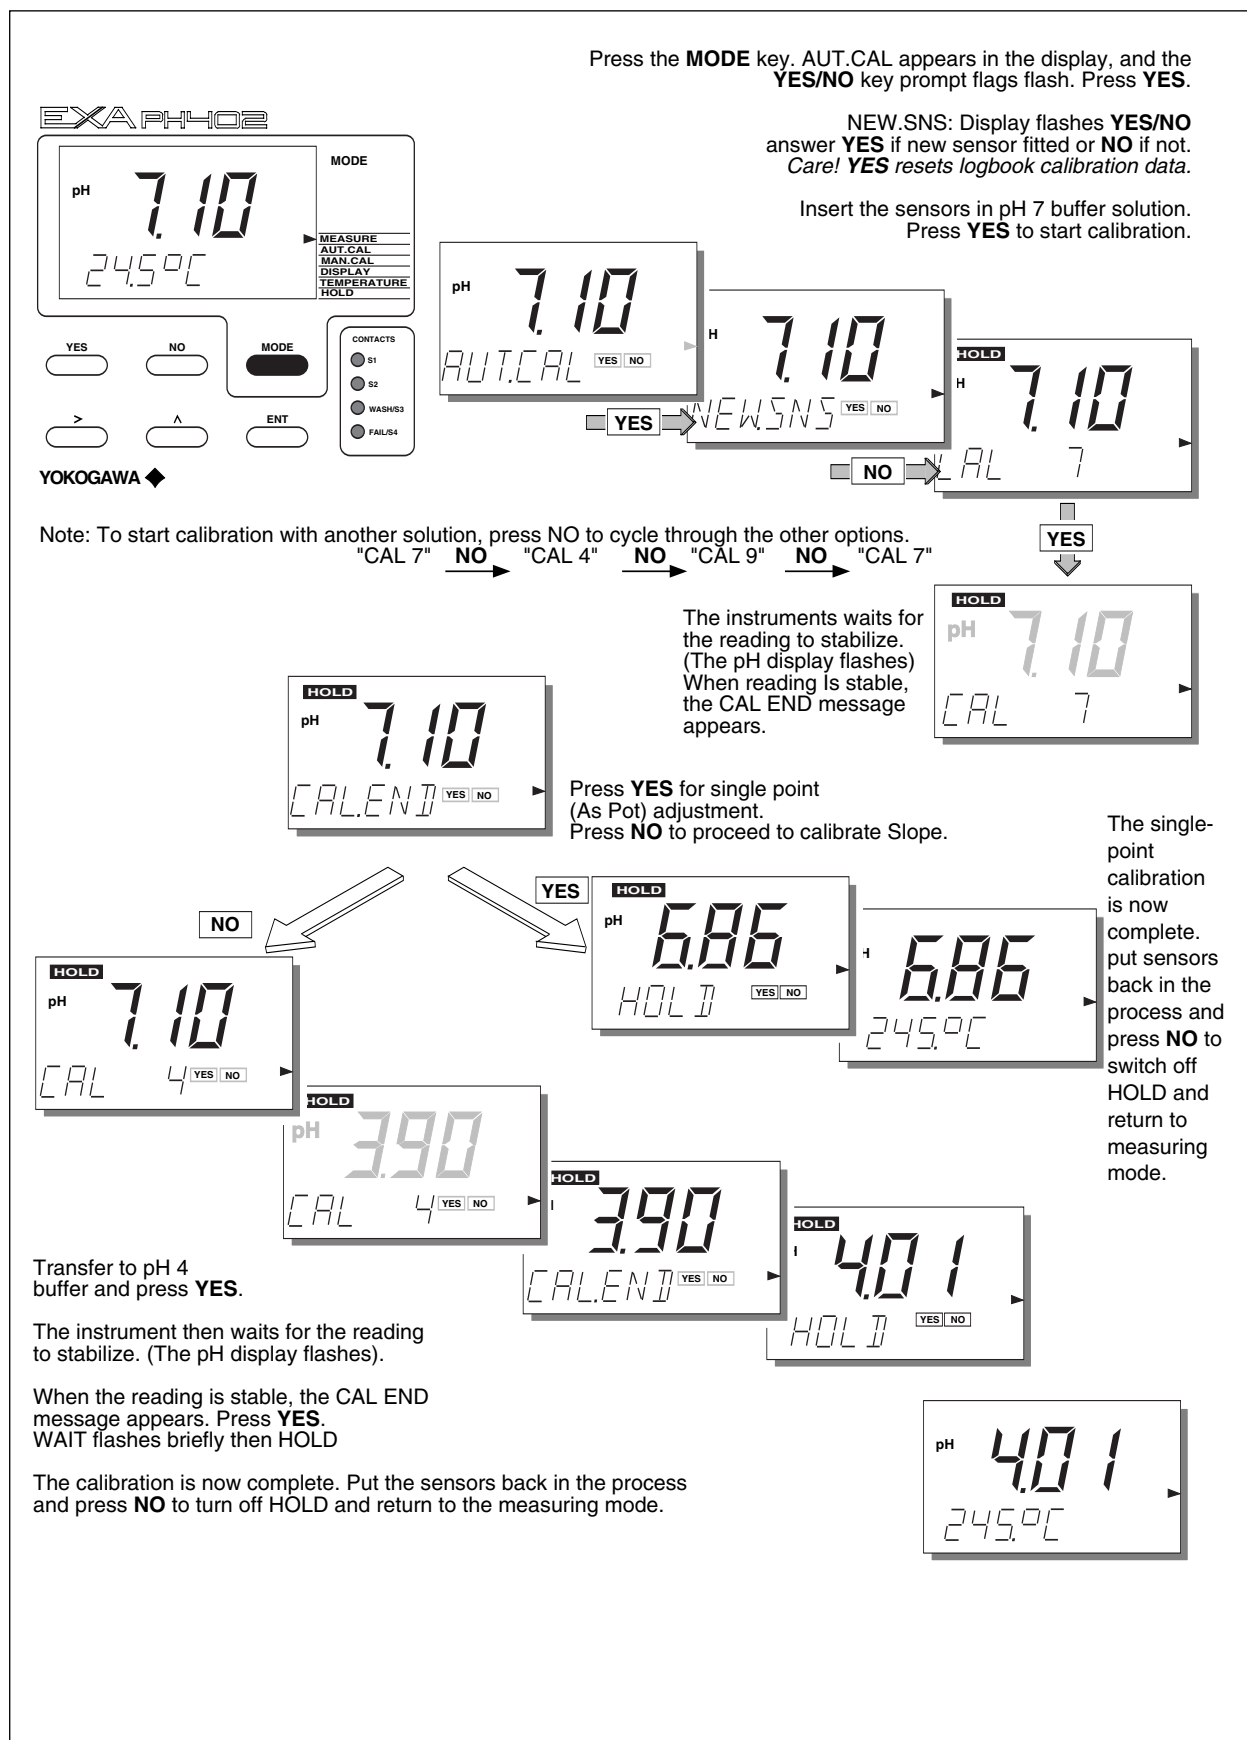 Press the MODE key. AUT.CAL appears in the display, and the
YES/NO key prompt flags flash. Press YES.
NEW.SNS: Display flashes YES/NO
answer YES if new sensor fitted or NO if not.
Care! YES resets logbook calibration data.
Insert the sensors in pH 7 buffer solution.
Press YES to start calibration.
EXA PH402
MODE
pH
7.10
24.5°C
MEASURE
AUT.CAL
MAN.CAL
DISPLAY
TEMPERATURE
HOLD
YES
NO
MODE
>
^
ENT
CONTACTS
S1
S2
WASH/S3
FAIL/S4
YOKOGAWA
pH
7.10
AUT.CAL
YES NO
YES
H
7.10
NEW.SNS
YES NO
NO
HOLD
H
7.10
CAL 7
YES
Note: To start calibration with another solution, press NO to cycle through the other options.
"CAL 7" NO "CAL 4" NO "CAL 9" NO "CAL 7"
The instruments waits for
the reading to stabilize.
(The pH display flashes)
When reading Is stable,
the CAL END message
appears.
HOLD
pH
7.10
CAL 7
HOLD
pH
7.10
CAL.END
YES NO
Press YES for single point
(As Pot) adjustment.
Press NO to proceed to calibrate Slope.
NO
YES
HOLD
pH
6.86
HOLD
YES NO
H
6.86
245.°C
The single-
point
calibration
is now
complete.
put sensors
back in the
process and
press NO to
switch off
HOLD and
return to
measuring
mode.
HOLD
pH
7.10
CAL 4
YES NO
HOLD
pH
3.90
CAL 4
YES NO
HOLD
3.90
CAL.END
YES NO
HOLD
4.01
HOLD
YES NO
Transfer to pH 4
buffer and press YES.
The instrument then waits for the reading
to stabilize. (The pH display flashes).
When the reading is stable, the CAL END
message appears. Press YES.
WAIT flashes briefly then HOLD
The calibration is now complete. Put the sensors back in the process
and press NO to turn off HOLD and return to the measuring mode.
pH
4.01
245.°C